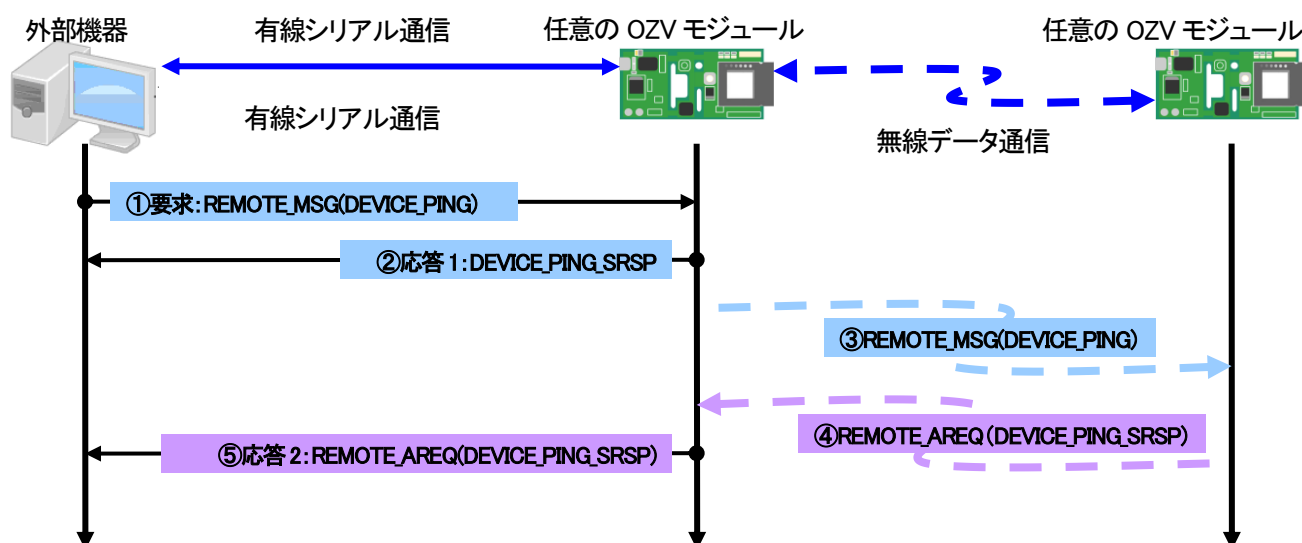 外部機器
有線シリアル通信
任意の OZV モジュール
任意の OZV モジュール
有線シリアル通信
無線データ通信
①要求:REMOTE_MSG(DEVICE_PING)
②応答 1:DEVICE_PING_SRSP
③REMOTE_MSG(DEVICE_PING)
④REMOTE_AREQ(DEVICE_PING_SRSP)
⑤応答 2:REMOTE_AREQ(DEVICE_PING_SRSP)